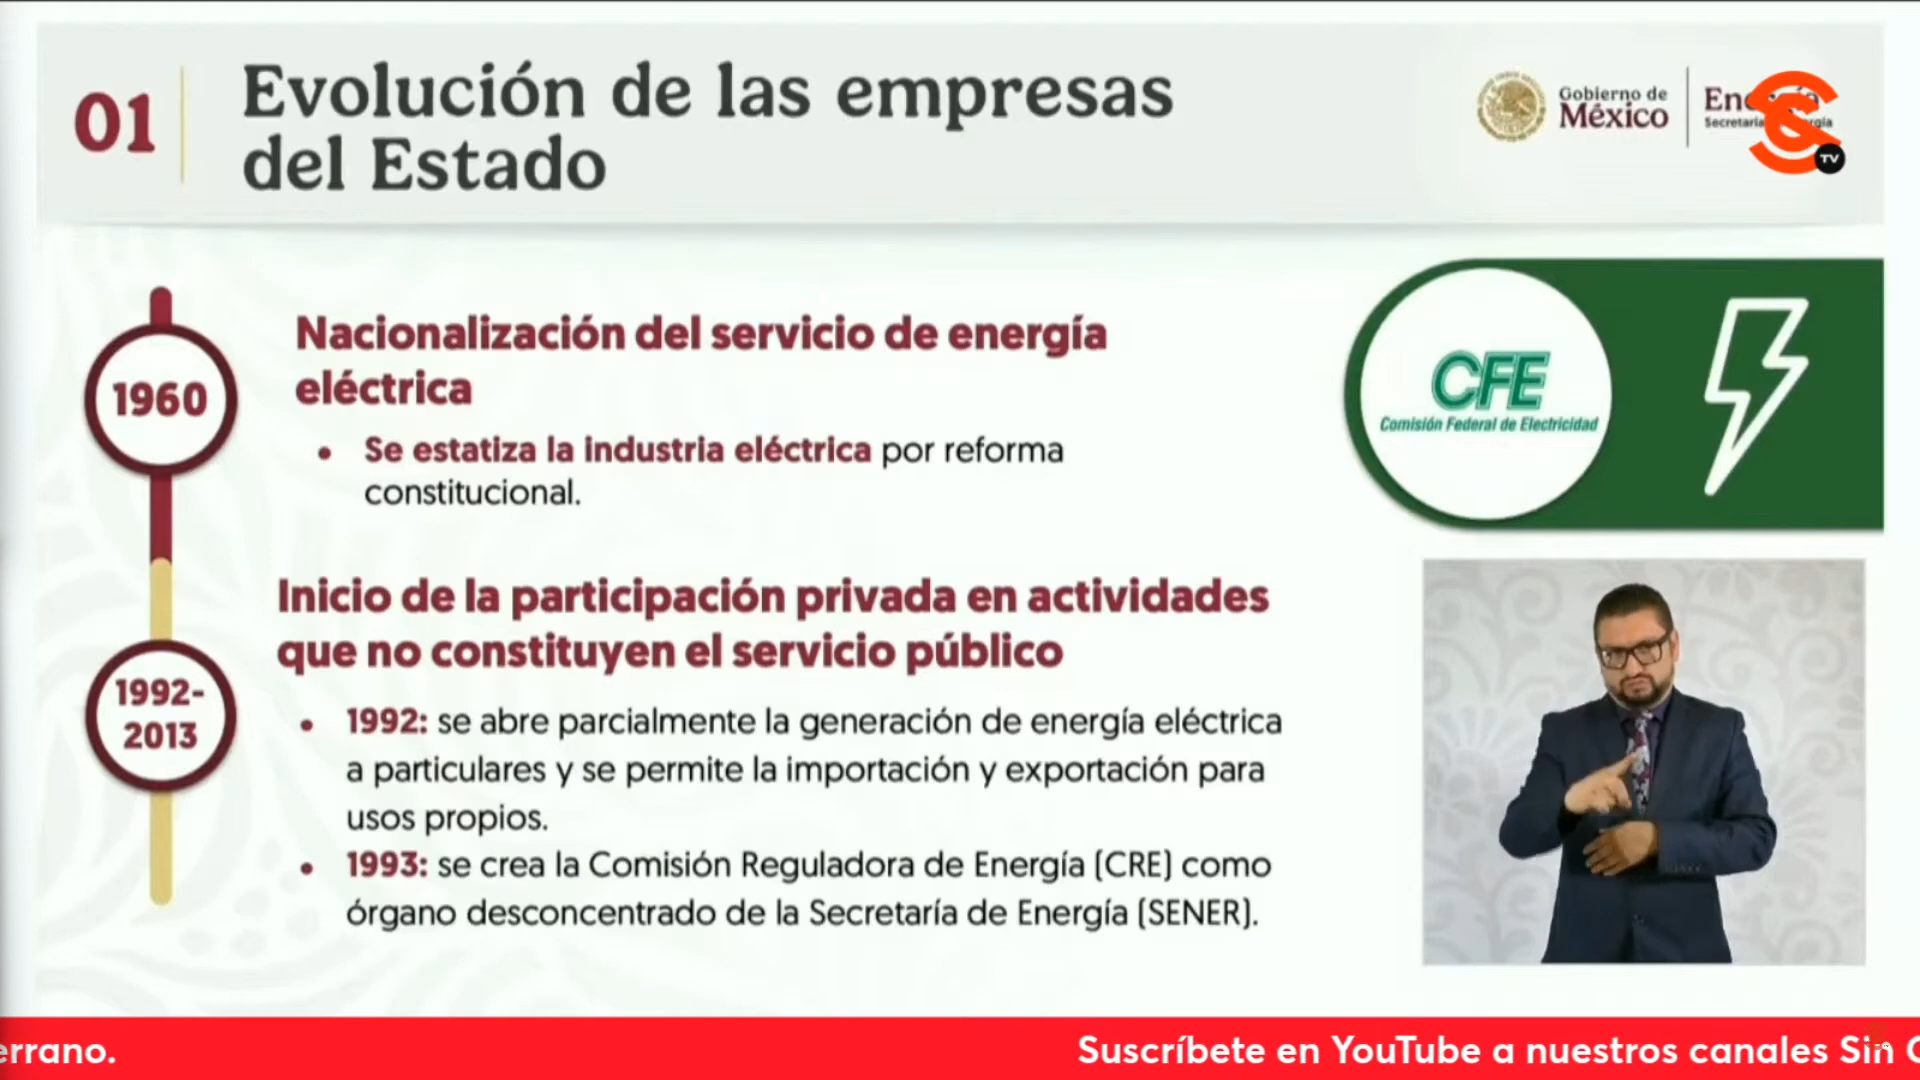 01
Evolución de las empresas
del Estado
Gobierno de
México
TV
1960
Nacionalización del servicio de energía
eléctrica
• Se estatiza la industria eléctrica por reforma
constitucional.
CFE
Comisión Federal de Electricidad
1992-
2013
Inicio de la participación privada en actividades
que no constituyen el servicio público
• 1992: se abre parcialmente la generación de energía eléctrica
a particulares y se permite la importación y exportación para
usos propios.
• 1993: se crea la Comisión Reguladora de Energía (CRE) como
órgano desconcentrado de la Secretaría de Energía (SENER).
errano.
Suscríbete en YouTube a nuestros canales Sin